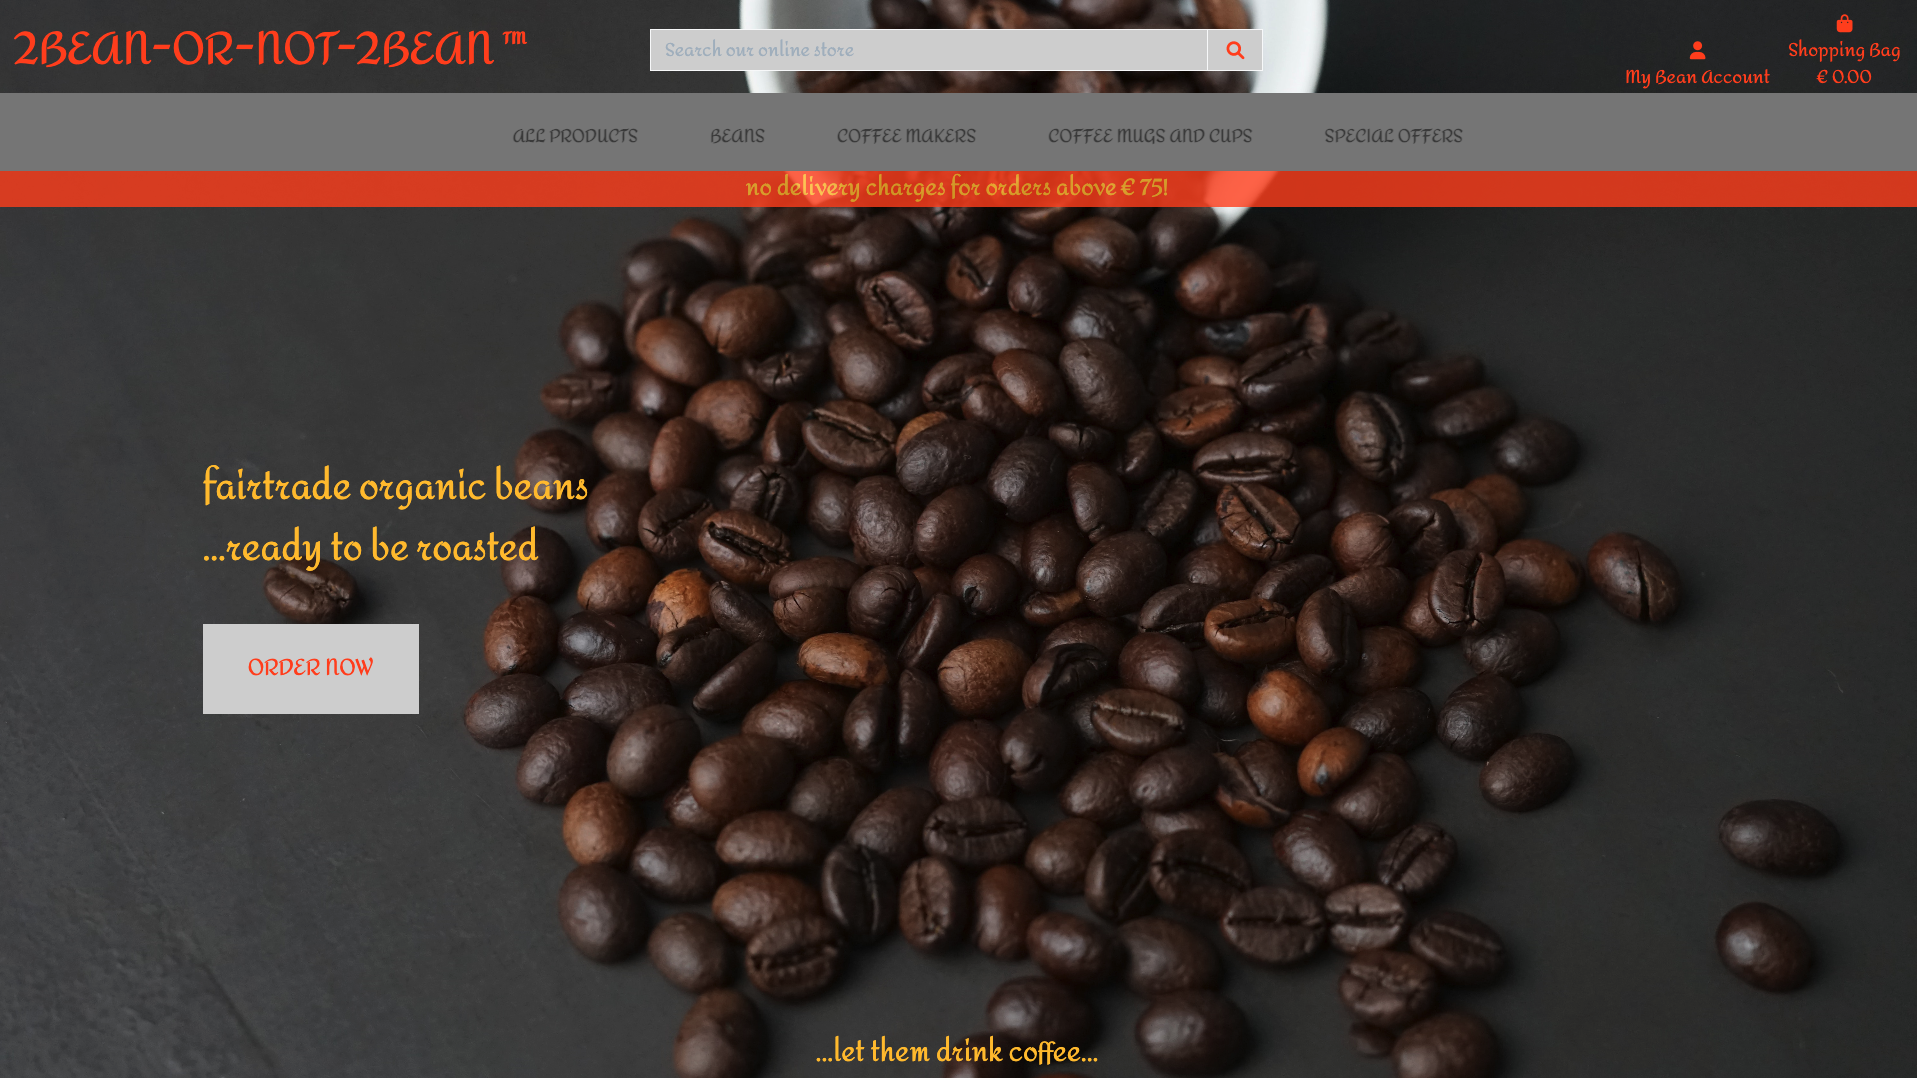 2BEAN-OR-NOT-2BEAN ™
Search our online store
My Bean Account
Shopping Bag
€ 0.00
ALL PRODUCTS
BEANS
COFFEE MAKERS
COFFEE MUGS AND CUPS
SPECIAL OFFERS
no delivery charges for orders above € 75!
fairtrade organic beans
...ready to be roasted
ORDER NOW
...let them drink coffee...